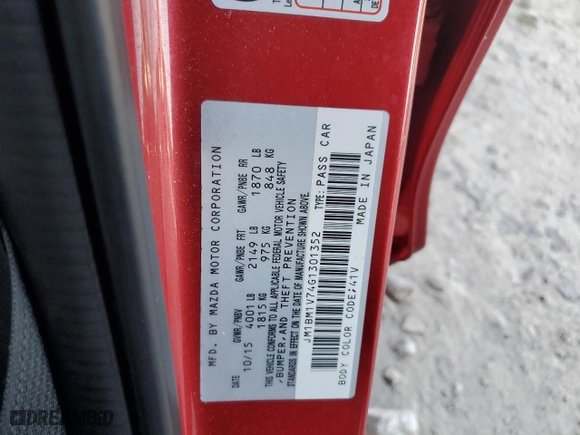 MFD. BY MAZDA MOTOR CORPORATION
DATE GVWR/PNBV GAWR/PNBE FRT GAWR/PNBE RR
10/15 4001 LB 2149 LB 1870 LB
1815 KG 975 KG 848 KG
THIS VEHICLE CONFORMS TO ALL APPLICABLE FEDERAL MOTOR VEHICLE SAFETY
,BUMPER,AND THEFT PREVENTION
STANDARDS IN EFFECT ON THE DATE OF MANUFACTURE SHOWN ABOVE.
JM1BM1V74G1301352 TYPE: PASS CAR
BODY COLOR CODE:41V MADE IN JAPAN
DREAMBID